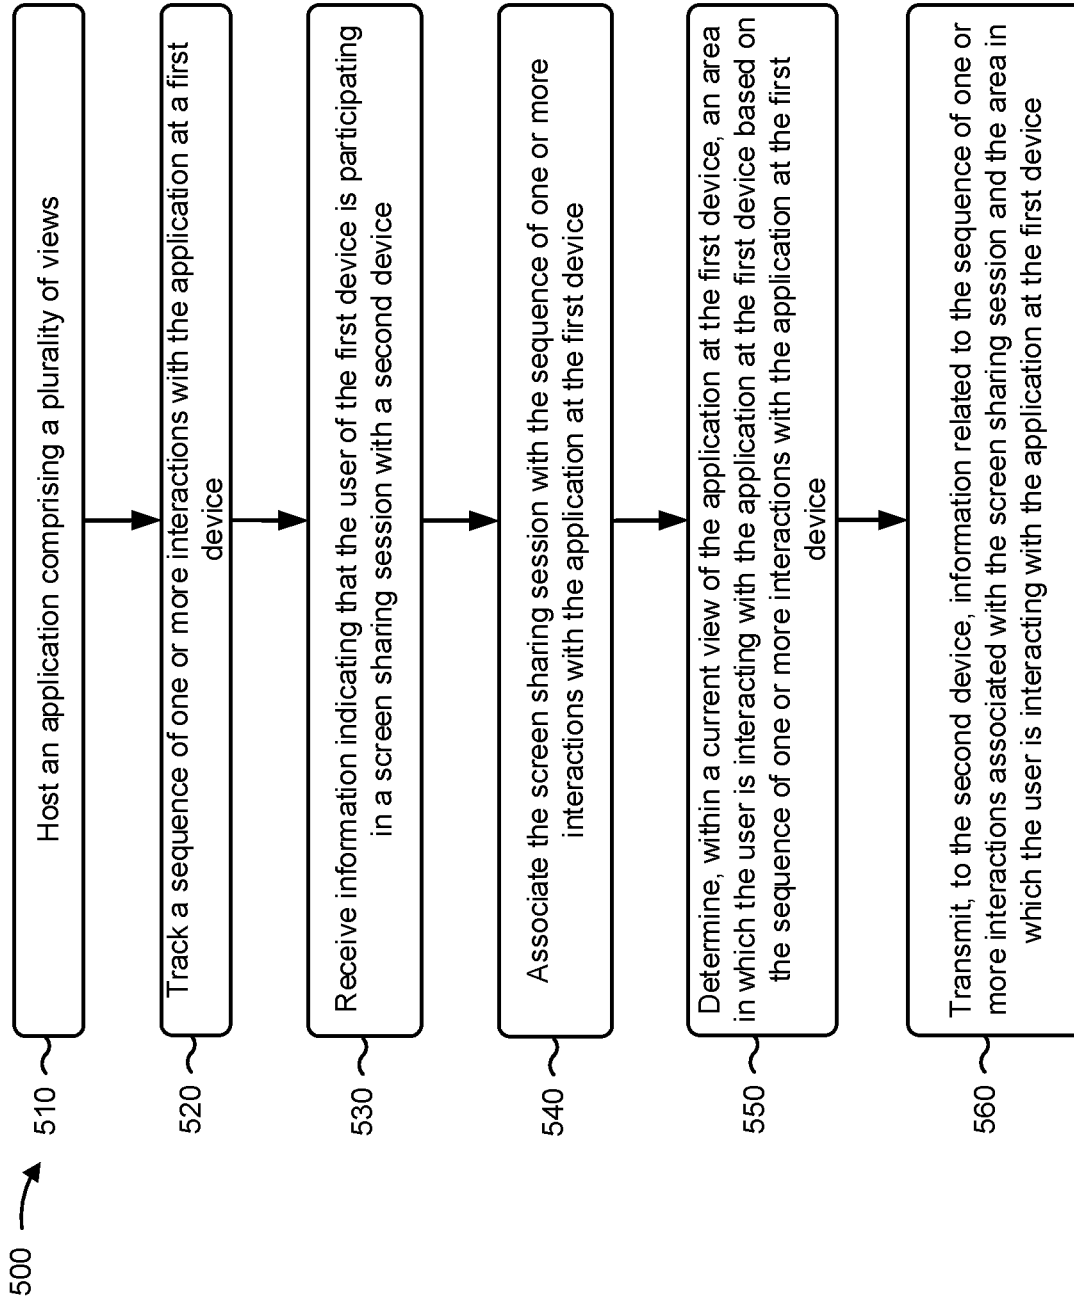 500
510
Host an application comprising a plurality of views
520
Track a sequence of one or more interactions with the application at a first
device
530
Receive information indicating that the user of the first device is participating
in a screen sharing session with a second device
540
Associate the screen sharing session with the sequence of one or more
interactions with the application at the first device
550
Determine, within a current view of the application at the first device, an area
in which the user is interacting with the application at the first device based on
the sequence of one or more interactions with the application at the first
device
560
Transmit, to the second device, information related to the sequence of one or
more interactions associated with the screen sharing session and the area in
which the user is interacting with the application at the first device